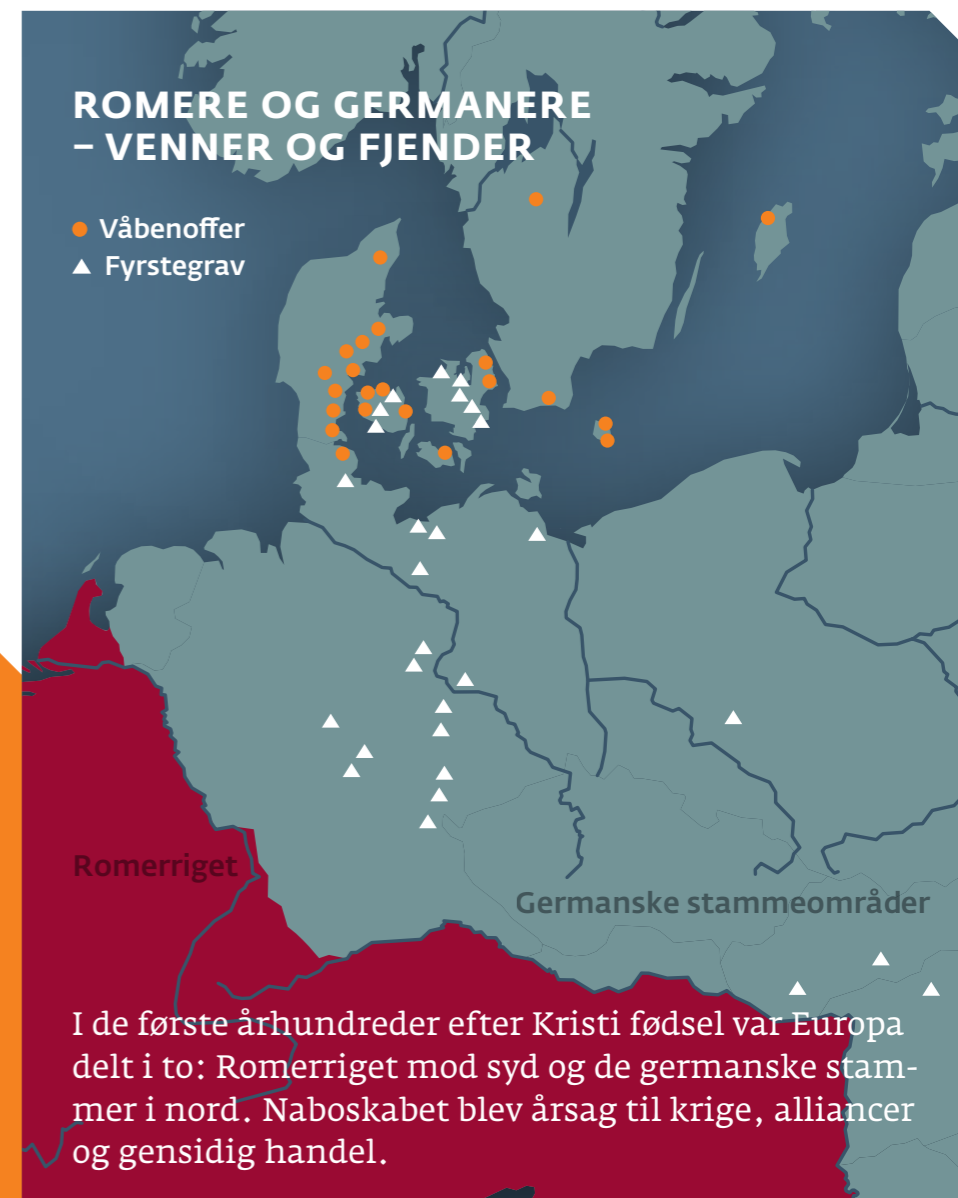 ROMERE OG GERMANERE
– VENNER OG FJENDER
Våbenoffer
Fyrstegrav
Romerriget
Germanske stammeområder
I de første århundreder efter Kristi fødsel var Europa
delt i to: Romerriget mod syd og de germanske stam-
mer i nord. Naboskabet blev årsag til krige, alliancer
og gensidig handel.